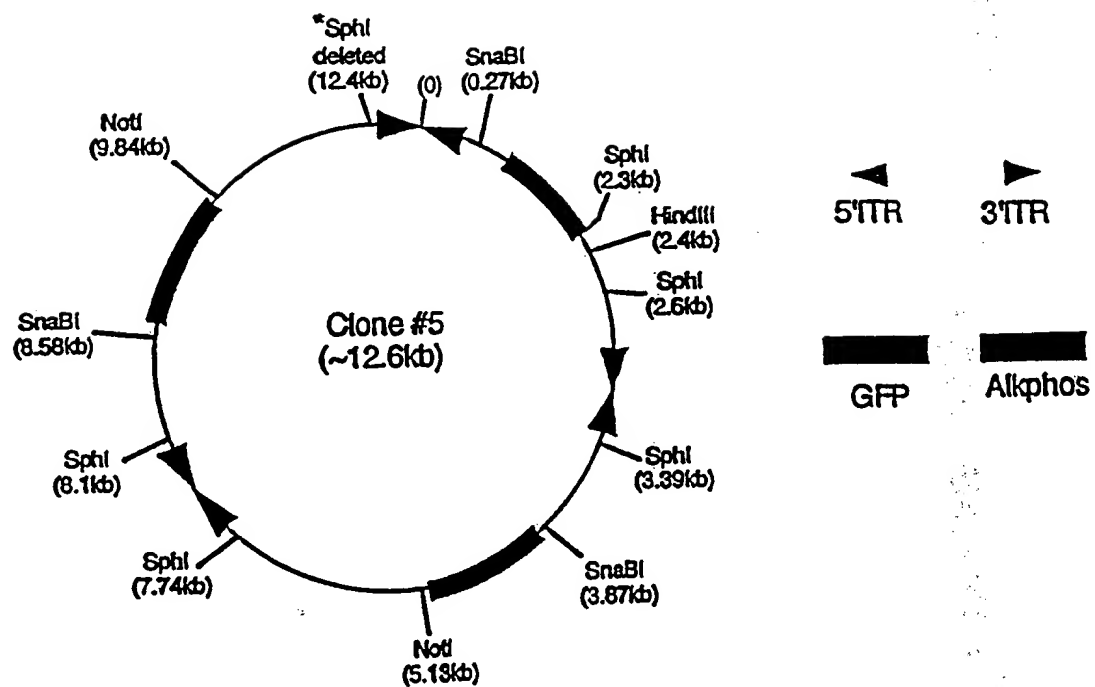 *SphI
deleted
(12.4kb)
(0)
SnaBI
(0.27kb)
NotI
(9.84kb)
SphI
(2.3kb)
HindIII
(2.4kb)
SphI
(2.6kb)
5'ITR
3'ITR
Clone #5
(~12.6kb)
SnaBI
(8.58kb)
GFP
Alkphos
SphI
(8.1kb)
SphI
(3.39kb)
SphI
(7.74kb)
SnaBI
(3.87kb)
NotI
(5.13kb)